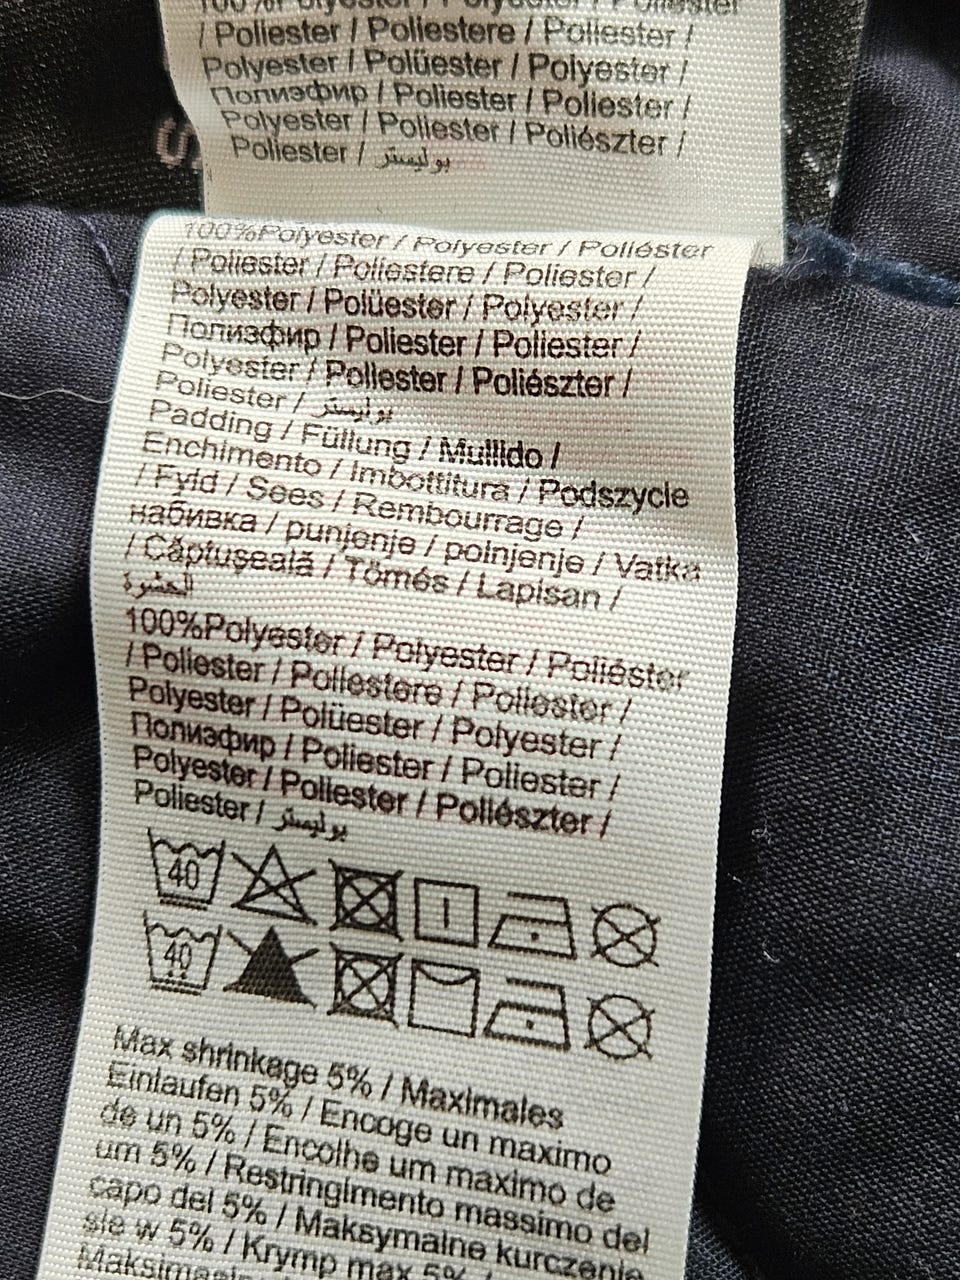 100%Polyester / Polyester / Poliéster
/ Poliester / Poliestere / Poliester /
Polyester / Polüester / Polyester /
Полиэфир / Poliester / Poliester /
Polyester / Poliester / Poliészter /
Poliester / بوليستر
100%Polyester / Polyester / Poliéster
/ Poliester / Poliestere / Poliester /
Polyester / Polüester / Polyester /
Полиэфир / Poliester / Poliester /
Polyester / Poliester / Poliészter /
Poliester / بوليستر
Padding / Füllung / Mullido /
Enchimento / Imbottitura / Podszycie
/ Fyld / Sees / Rembourrage /
набивка / punjenje / polnjenje / Vatka
/ Căptuşeală / Tömés / Lapisan /
الحشوة
100%Polyester / Polyester / Poliéster
/ Poliester / Poliestere / Poliester /
Polyester / Polüester / Polyester /
Полиэфир / Poliester / Poliester /
Polyester / Poliester / Poliészter /
Poliester / بوليستر
40
40
Max shrinkage 5% / Maximales
Einlaufen 5% / Encoge un maximo
de un 5% / Encolhe um maximo de
um 5% / Restringimento massimo del
capo del 5% / Maksymalne kurczenie
sie w 5% / Krymp max 5% /